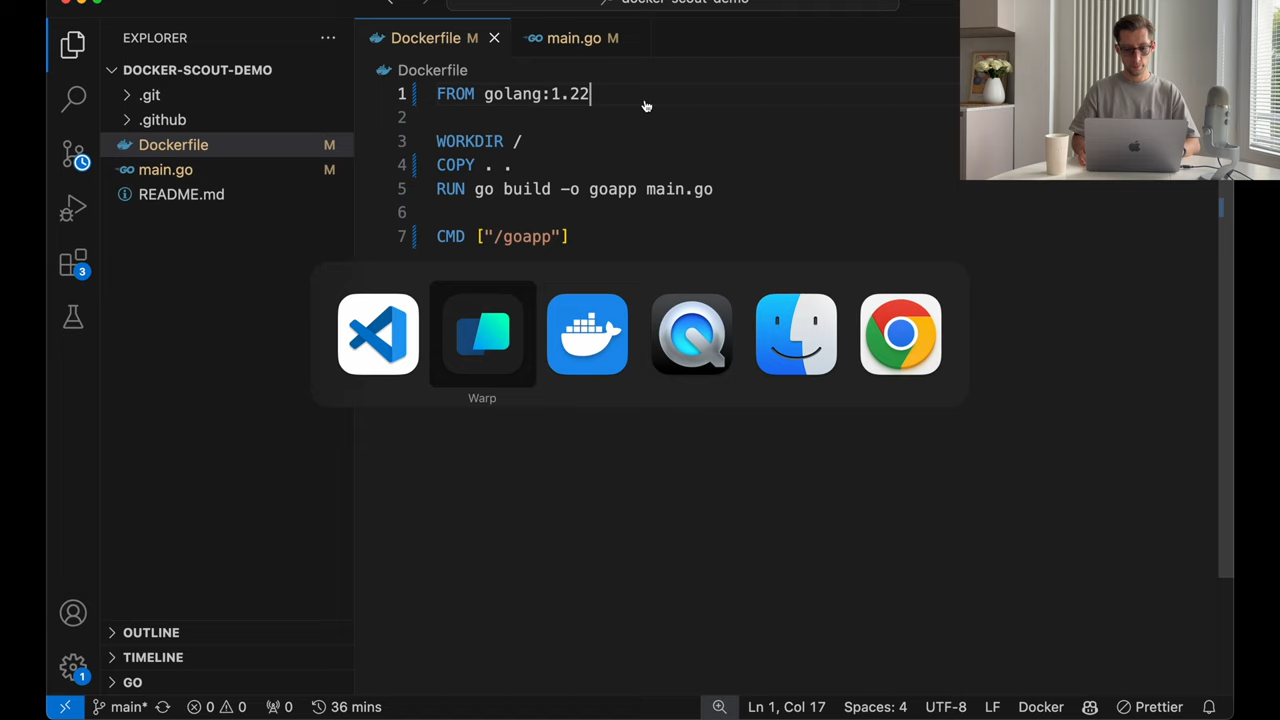 docker-scout-demo
EXPLORER
Dockerfile M
main.go M
DOCKER-SCOUT-DEMO
.git
.github
Dockerfile M
main.go M
README.md
OUTLINE
TIMELINE
GO
Dockerfile
1 FROM golang:1.22
2
3 WORKDIR /
4 COPY . .
5 RUN go build -o goapp main.go
6
7 CMD ["/goapp"]
Warp
3
1
main* 0 0 0 36 mins Ln 1, Col 17 Spaces: 4 UTF-8 LF Docker Prettier